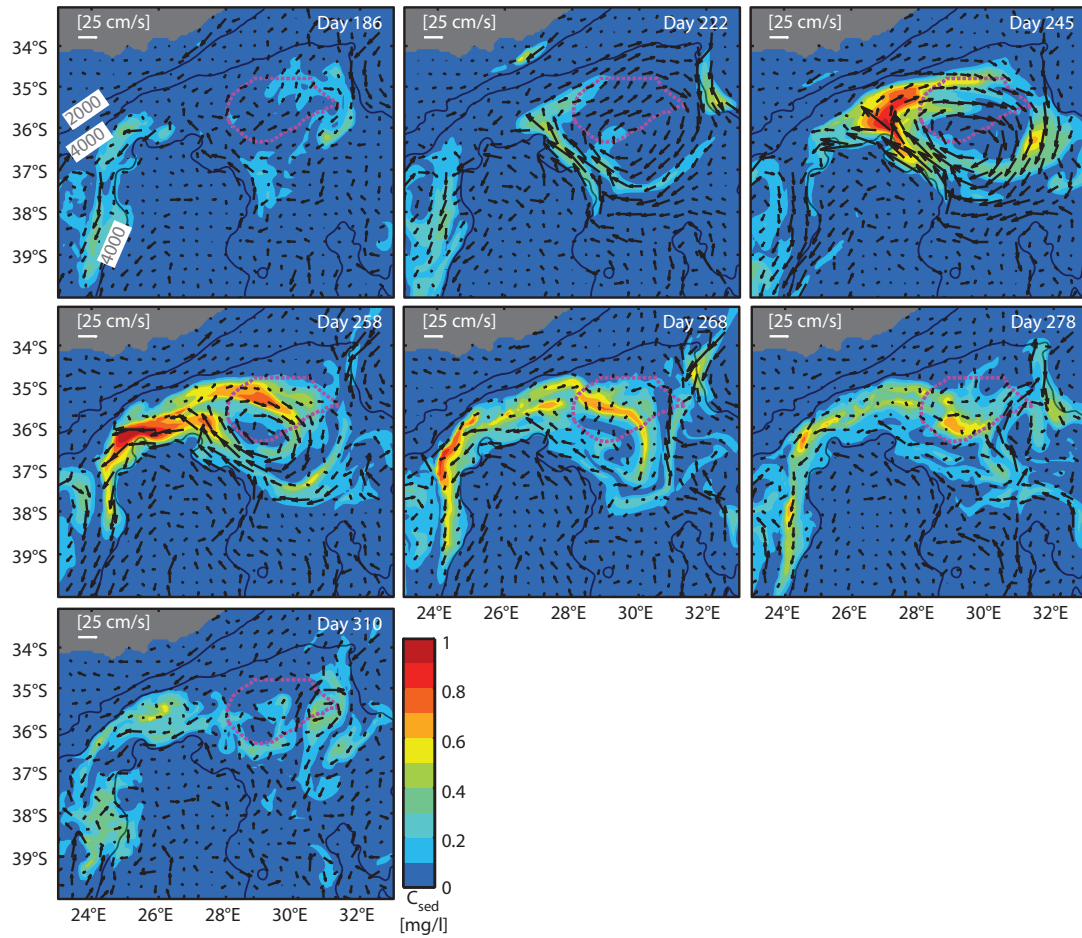 [25 cm/s] Day 186 [25 cm/s] Day 222 [25 cm/s] Day 245
34°S
35°S
36°S
37°S
38°S
39°S
2000
4000
4000
[25 cm/s] Day 258 [25 cm/s] Day 268 [25 cm/s] Day 278
34°S
35°S
36°S
37°S
38°S
39°S
24°E 26°E 28°E 30°E 32°E 24°E 26°E 28°E 30°E 32°E
[25 cm/s] Day 310
34°S
35°S
36°S
37°S
38°S
39°S
24°E 26°E 28°E 30°E 32°E
1
0.8
0.6
0.4
0.2
0
C_sed
[mg/l]